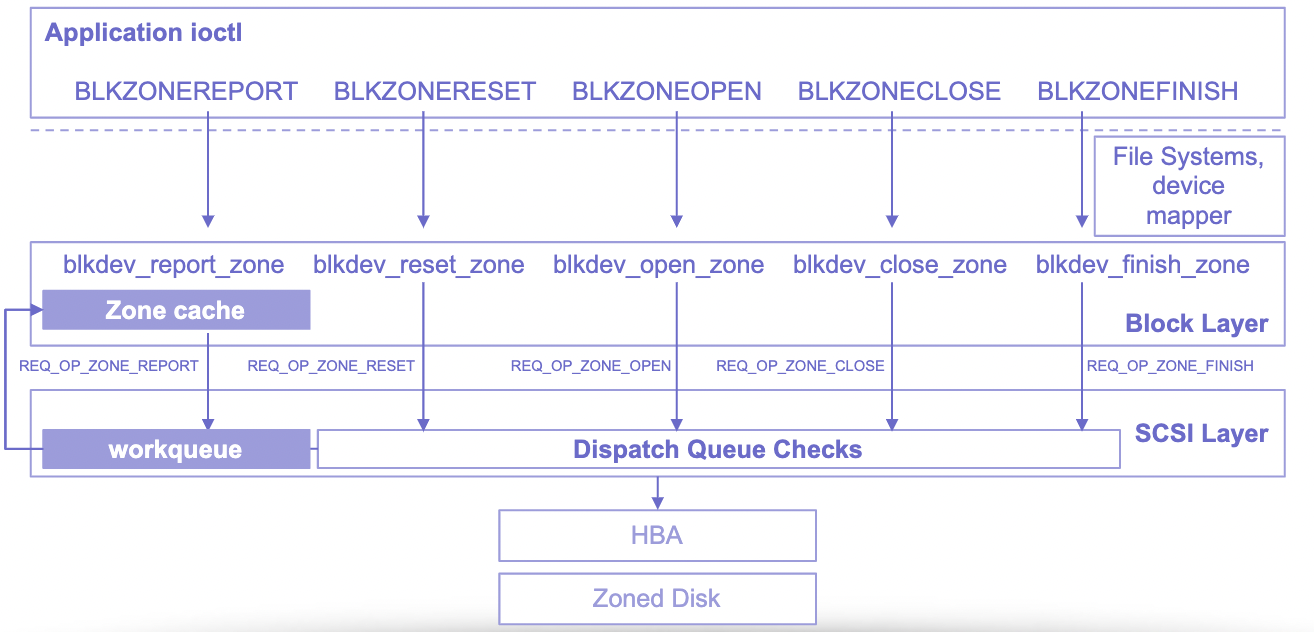 Application ioctl
BLKZONEREPORT
BLKZONERESET
BLKZONEOPEN
BLKZONECLOSE
BLKZONEFINISH
File Systems,
device
mapper
blkdev_report_zone
blkdev_reset_zone
blkdev_open_zone
blkdev_close_zone
blkdev_finish_zone
Zone cache
Block Layer
REQ_OP_ZONE_REPORT
REQ_OP_ZONE_RESET
REQ_OP_ZONE_OPEN
REQ_OP_ZONE_CLOSE
REQ_OP_ZONE_FINISH
SCSI Layer
workqueue
Dispatch Queue Checks
HBA
Zoned Disk